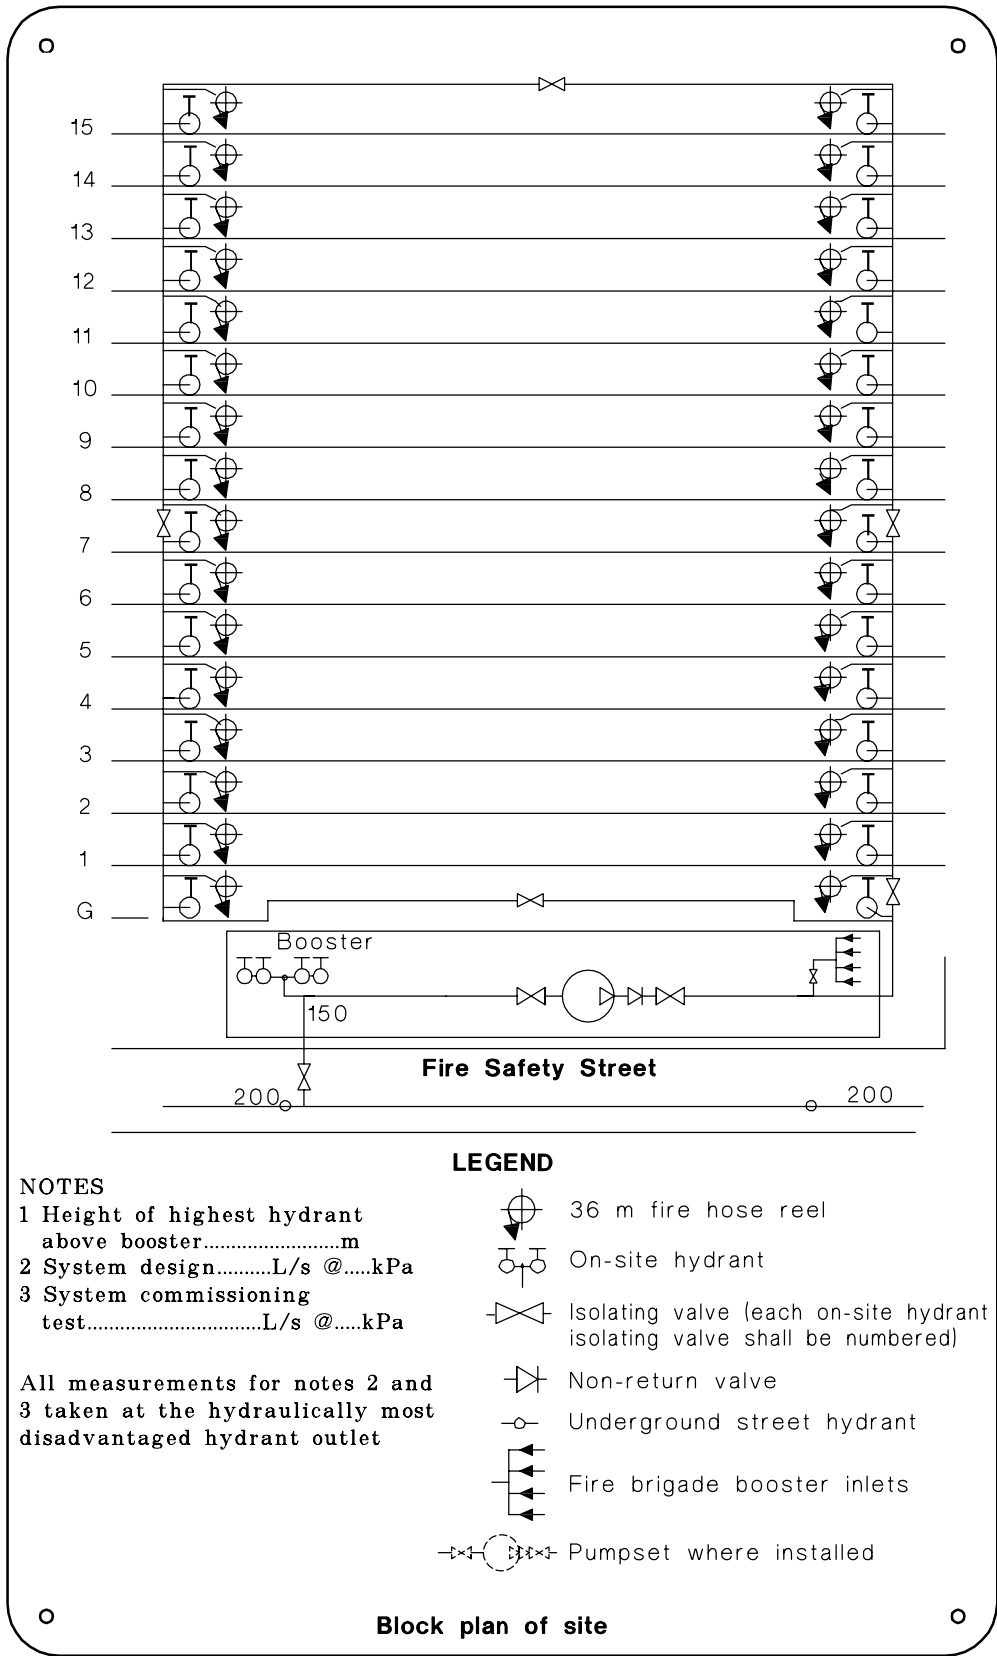 15
14
13
12
11
10
9
8
7
6
5
4
3
2
1
G
Booster
150
Fire Safety Street
200
200
LEGEND
NOTES
1 Height of highest hydrant
above booster........................m
2 System design.........L/s @....kPa
3 System commissioning
test...............................L/s @....kPa
All measurements for notes 2 and
3 taken at the hydraulically most
disadvantaged hydrant outlet
36 m fire hose reel
On-site hydrant
Isolating valve (each on-site hydrant
isolating valve shall be numbered)
Non-return valve
Underground street hydrant
Fire brigade booster inlets
Pumpset where installed
Block plan of site